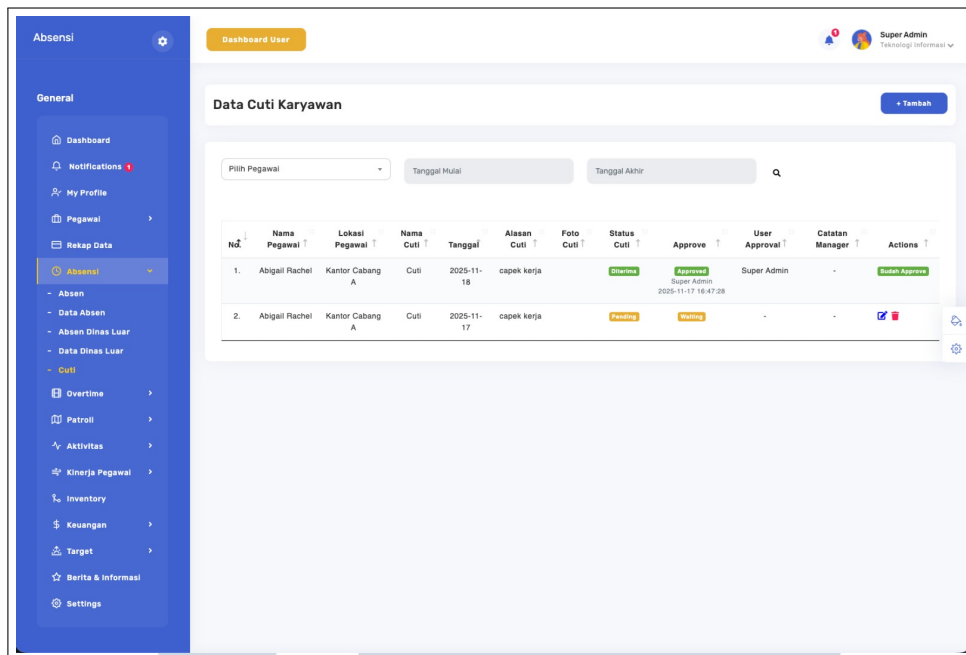 Absensi
Dashboard User
1
Super Admin
Teknologi Informasi
General
Dashboard
Notifications 1
My Profile
Pegawai
Rekap Data
Absensi
- Absen
- Data Absen
- Absen Dinas Luar
- Data Dinas Luar
- Cuti
Overtime
Patroli
Aktivitas
Kinerja Pegawai
Inventory
Keuangan
Target
Berita & Informasi
Settings
Data Cuti Karyawan
+ Tambah
Pilih Pegawai
Tanggal Mulai
Tanggal Akhir
No. Nama Pegawai Lokasi Pegawai Nama Cuti Tanggal Alasan Cuti Foto Cuti Status Cuti Approve User Approval Catatan Manager Actions
1. Abigail Rachel Kantor Cabang A Cuti 2025-11-18 capek kerja Diterima Approved Super Admin 2025-11-17 16:47:28 Super Admin - Sudah Approve
2. Abigail Rachel Kantor Cabang A Cuti 2025-11-17 capek kerja Pending Waiting - -